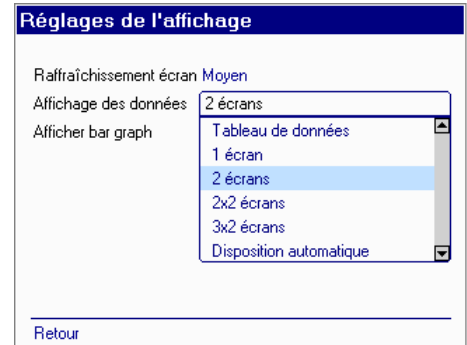 Réglages de l'affichage
Raffraîchissement écran Moyen
Affichage des données 2 écrans
Afficher bar graph
Tableau de données
1 écran
2 écrans
2x2 écrans
3x2 écrans
Disposition automatique
Retour